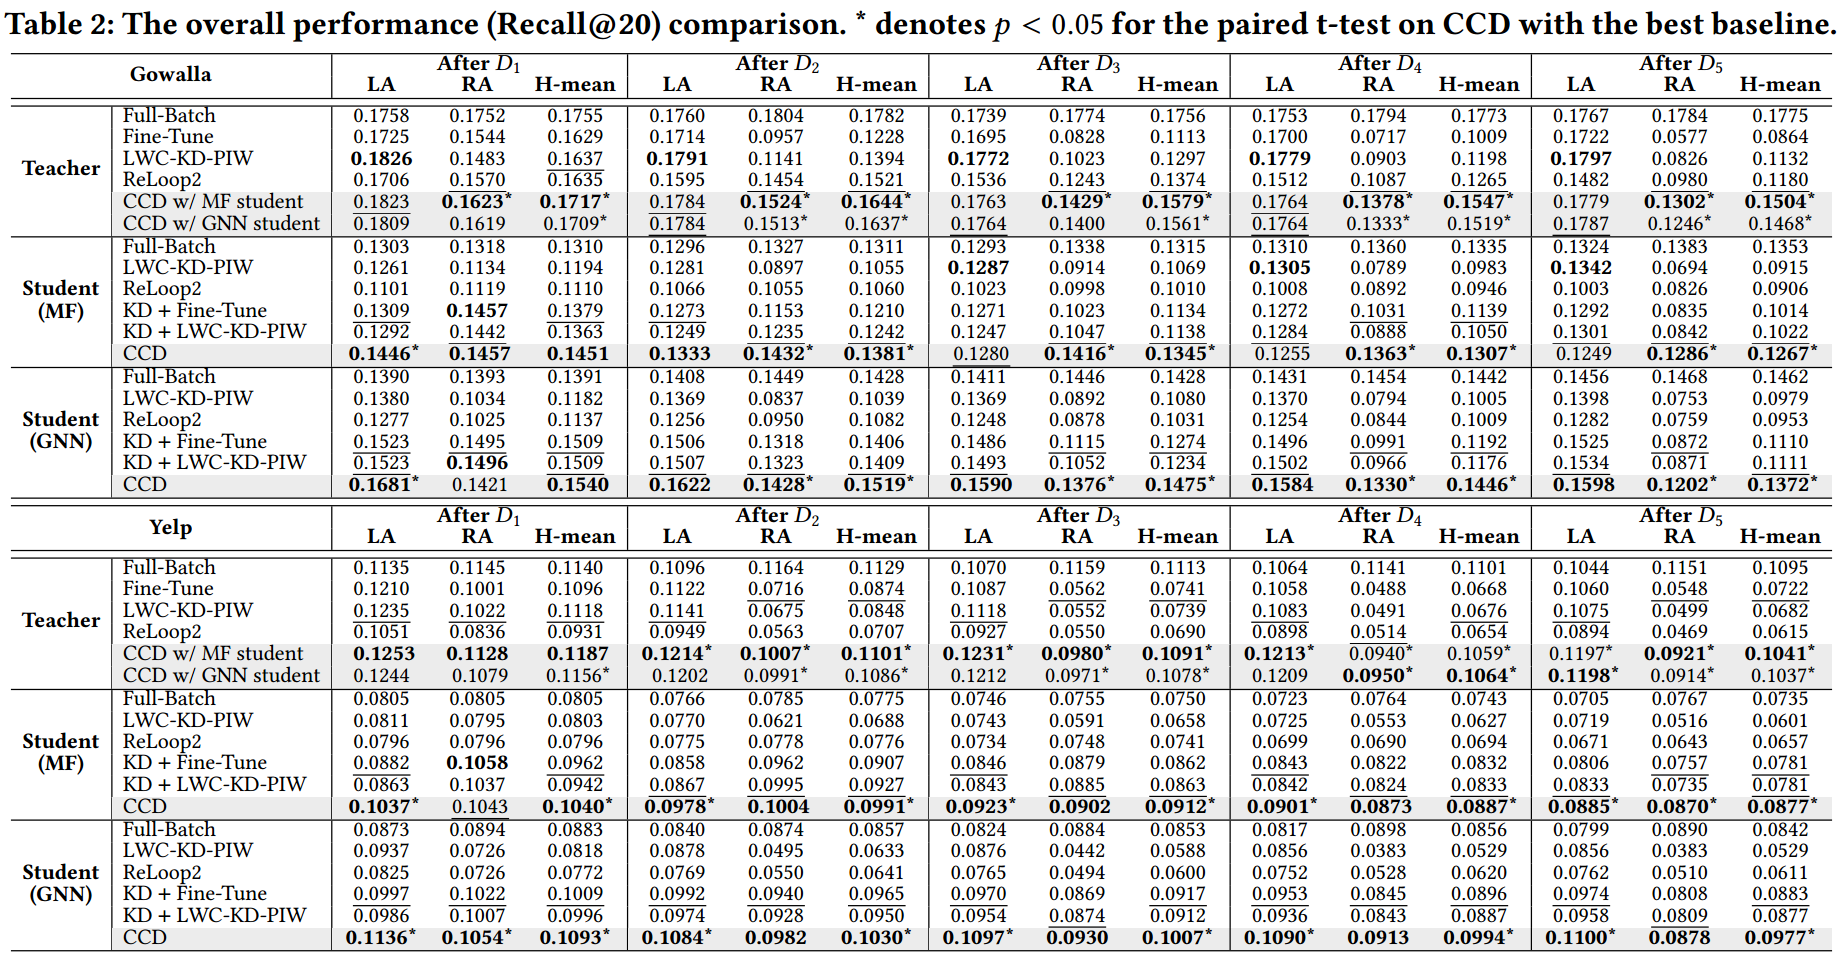 Table 2: The overall performance (Recall@20) comparison. * denotes p < 0.05 for the paired t-test on CCD with the best baseline.
Gowalla After D1 After D2 After D3 After D4 After D5
LA RA H-mean LA RA H-mean LA RA H-mean LA RA H-mean LA RA H-mean
Full-Batch 0.1758 0.1752 0.1755 0.1760 0.1804 0.1782 0.1739 0.1774 0.1756 0.1753 0.1794 0.1773 0.1767 0.1784 0.1775
Fine-Tune 0.1725 0.1544 0.1629 0.1714 0.0957 0.1228 0.1695 0.0828 0.1113 0.1700 0.0717 0.1009 0.1722 0.0577 0.0864
Teacher LWC-KD-PIW 0.1826 0.1483 0.1637 0.1791 0.1141 0.1394 0.1772 0.1023 0.1297 0.1779 0.0903 0.1198 0.1797 0.0826 0.1132
ReLoop2 0.1706 0.1570 0.1635 0.1595 0.1454 0.1521 0.1536 0.1243 0.1374 0.1512 0.1087 0.1265 0.1482 0.0980 0.1180
CCD w/ MF student 0.1823 0.1623* 0.1717* 0.1784 0.1524* 0.1644* 0.1763 0.1429* 0.1579* 0.1764 0.1378* 0.1547* 0.1779 0.1302* 0.1504*
CCD w/ GNN student 0.1809 0.1619 0.1709* 0.1784 0.1513* 0.1637* 0.1764 0.1400 0.1561* 0.1764 0.1333* 0.1519* 0.1787 0.1246* 0.1468*
Full-Batch 0.1303 0.1318 0.1310 0.1296 0.1327 0.1311 0.1293 0.1338 0.1315 0.1310 0.1360 0.1335 0.1324 0.1383 0.1353
LWC-KD-PIW 0.1261 0.1134 0.1194 0.1281 0.0897 0.1055 0.1287 0.0914 0.1069 0.1305 0.0789 0.0983 0.1342 0.0694 0.0915
Student (MF) ReLoop2 0.1101 0.1119 0.1110 0.1066 0.1055 0.1060 0.1023 0.0998 0.1010 0.1008 0.0892 0.0946 0.1003 0.0826 0.0906
KD + Fine-Tune 0.1309 0.1457 0.1379 0.1273 0.1153 0.1210 0.1271 0.1023 0.1134 0.1272 0.1031 0.1139 0.1292 0.0835 0.1014
KD + LWC-KD-PIW 0.1292 0.1442 0.1363 0.1249 0.1235 0.1242 0.1247 0.1047 0.1138 0.1284 0.0888 0.1050 0.1301 0.0842 0.1022
CCD 0.1446* 0.1457 0.1451 0.1333 0.1432* 0.1381* 0.1280 0.1416* 0.1345* 0.1255 0.1363* 0.1307* 0.1249 0.1286* 0.1267*
Full-Batch 0.1390 0.1393 0.1391 0.1408 0.1449 0.1428 0.1411 0.1446 0.1428 0.1431 0.1454 0.1442 0.1456 0.1468 0.1462
LWC-KD-PIW 0.1380 0.1034 0.1182 0.1369 0.0837 0.1039 0.1369 0.0892 0.1080 0.1370 0.0794 0.1005 0.1398 0.0753 0.0979
Student (GNN) ReLoop2 0.1277 0.1025 0.1137 0.1256 0.0950 0.1082 0.1248 0.0878 0.1031 0.1254 0.0844 0.1009 0.1282 0.0759 0.0953
KD + Fine-Tune 0.1523 0.1495 0.1509 0.1506 0.1318 0.1406 0.1486 0.1115 0.1274 0.1496 0.0991 0.1192 0.1525 0.0872 0.1110
KD + LWC-KD-PIW 0.1523 0.1496 0.1509 0.1507 0.1323 0.1409 0.1493 0.1052 0.1234 0.1502 0.0966 0.1176 0.1534 0.0871 0.1111
CCD 0.1681* 0.1421 0.1540 0.1622 0.1428* 0.1519* 0.1590 0.1376* 0.1475* 0.1584 0.1330* 0.1446* 0.1598 0.1202* 0.1372*
Yelp After D1 After D2 After D3 After D4 After D5
LA RA H-mean LA RA H-mean LA RA H-mean LA RA H-mean LA RA H-mean
Full-Batch 0.1135 0.1145 0.1140 0.1096 0.1164 0.1129 0.1070 0.1159 0.1113 0.1064 0.1141 0.1101 0.1044 0.1151 0.1095
Fine-Tune 0.1210 0.1001 0.1096 0.1122 0.0716 0.0874 0.1087 0.0562 0.0741 0.1058 0.0488 0.0668 0.1060 0.0548 0.0722
Teacher LWC-KD-PIW 0.1235 0.1022 0.1118 0.1141 0.0675 0.0848 0.1118 0.0552 0.0739 0.1083 0.0491 0.0676 0.1075 0.0499 0.0682
ReLoop2 0.1051 0.0836 0.0931 0.0949 0.0563 0.0707 0.0927 0.0550 0.0690 0.0898 0.0514 0.0654 0.0894 0.0469 0.0615
CCD w/ MF student 0.1253 0.1128 0.1187 0.1214* 0.1007* 0.1101* 0.1231* 0.0980* 0.1091* 0.1213* 0.0940* 0.1059* 0.1197* 0.0921* 0.1041*
CCD w/ GNN student 0.1244 0.1079 0.1156* 0.1202 0.0991* 0.1086* 0.1212 0.0971* 0.1078* 0.1209 0.0950* 0.1064* 0.1198* 0.0914* 0.1037*
Full-Batch 0.0805 0.0805 0.0805 0.0766 0.0785 0.0775 0.0746 0.0755 0.0750 0.0723 0.0764 0.0743 0.0705 0.0767 0.0735
LWC-KD-PIW 0.0811 0.0795 0.0803 0.0770 0.0621 0.0688 0.0743 0.0591 0.0658 0.0725 0.0553 0.0627 0.0719 0.0516 0.0601
Student (MF) ReLoop2 0.0796 0.0796 0.0796 0.0775 0.0778 0.0776 0.0734 0.0748 0.0741 0.0699 0.0690 0.0694 0.0671 0.0643 0.0657
KD + Fine-Tune 0.0882 0.1058 0.0962 0.0858 0.0962 0.0907 0.0846 0.0879 0.0862 0.0843 0.0822 0.0832 0.0806 0.0757 0.0781
KD + LWC-KD-PIW 0.0863 0.1037 0.0942 0.0867 0.0995 0.0927 0.0843 0.0885 0.0863 0.0842 0.0824 0.0833 0.0833 0.0735 0.0781
CCD 0.1037* 0.1043 0.1040* 0.0978* 0.1004 0.0991* 0.0923* 0.0902 0.0912* 0.0901* 0.0873 0.0887* 0.0885* 0.0870* 0.0877*
Full-Batch 0.0873 0.0894 0.0883 0.0840 0.0874 0.0857 0.0824 0.0884 0.0853 0.0817 0.0898 0.0856 0.0799 0.0890 0.0842
LWC-KD-PIW 0.0937 0.0726 0.0818 0.0878 0.0495 0.0633 0.0876 0.0442 0.0588 0.0856 0.0383 0.0529 0.0856 0.0383 0.0529
Student (GNN) ReLoop2 0.0825 0.0726 0.0772 0.0769 0.0550 0.0641 0.0765 0.0494 0.0600 0.0752 0.0528 0.0620 0.0762 0.0510 0.0611
KD + Fine-Tune 0.0997 0.1022 0.1009 0.0992 0.0940 0.0965 0.0970 0.0869 0.0917 0.0953 0.0845 0.0896 0.0974 0.0808 0.0883
KD + LWC-KD-PIW 0.0986 0.1007 0.0996 0.0974 0.0928 0.0950 0.0954 0.0874 0.0912 0.0936 0.0843 0.0887 0.0958 0.0809 0.0877
CCD 0.1136* 0.1054* 0.1093* 0.1084* 0.0982 0.1030* 0.1097* 0.0930 0.1007* 0.1090* 0.0913 0.0994* 0.1100* 0.0878 0.0977*